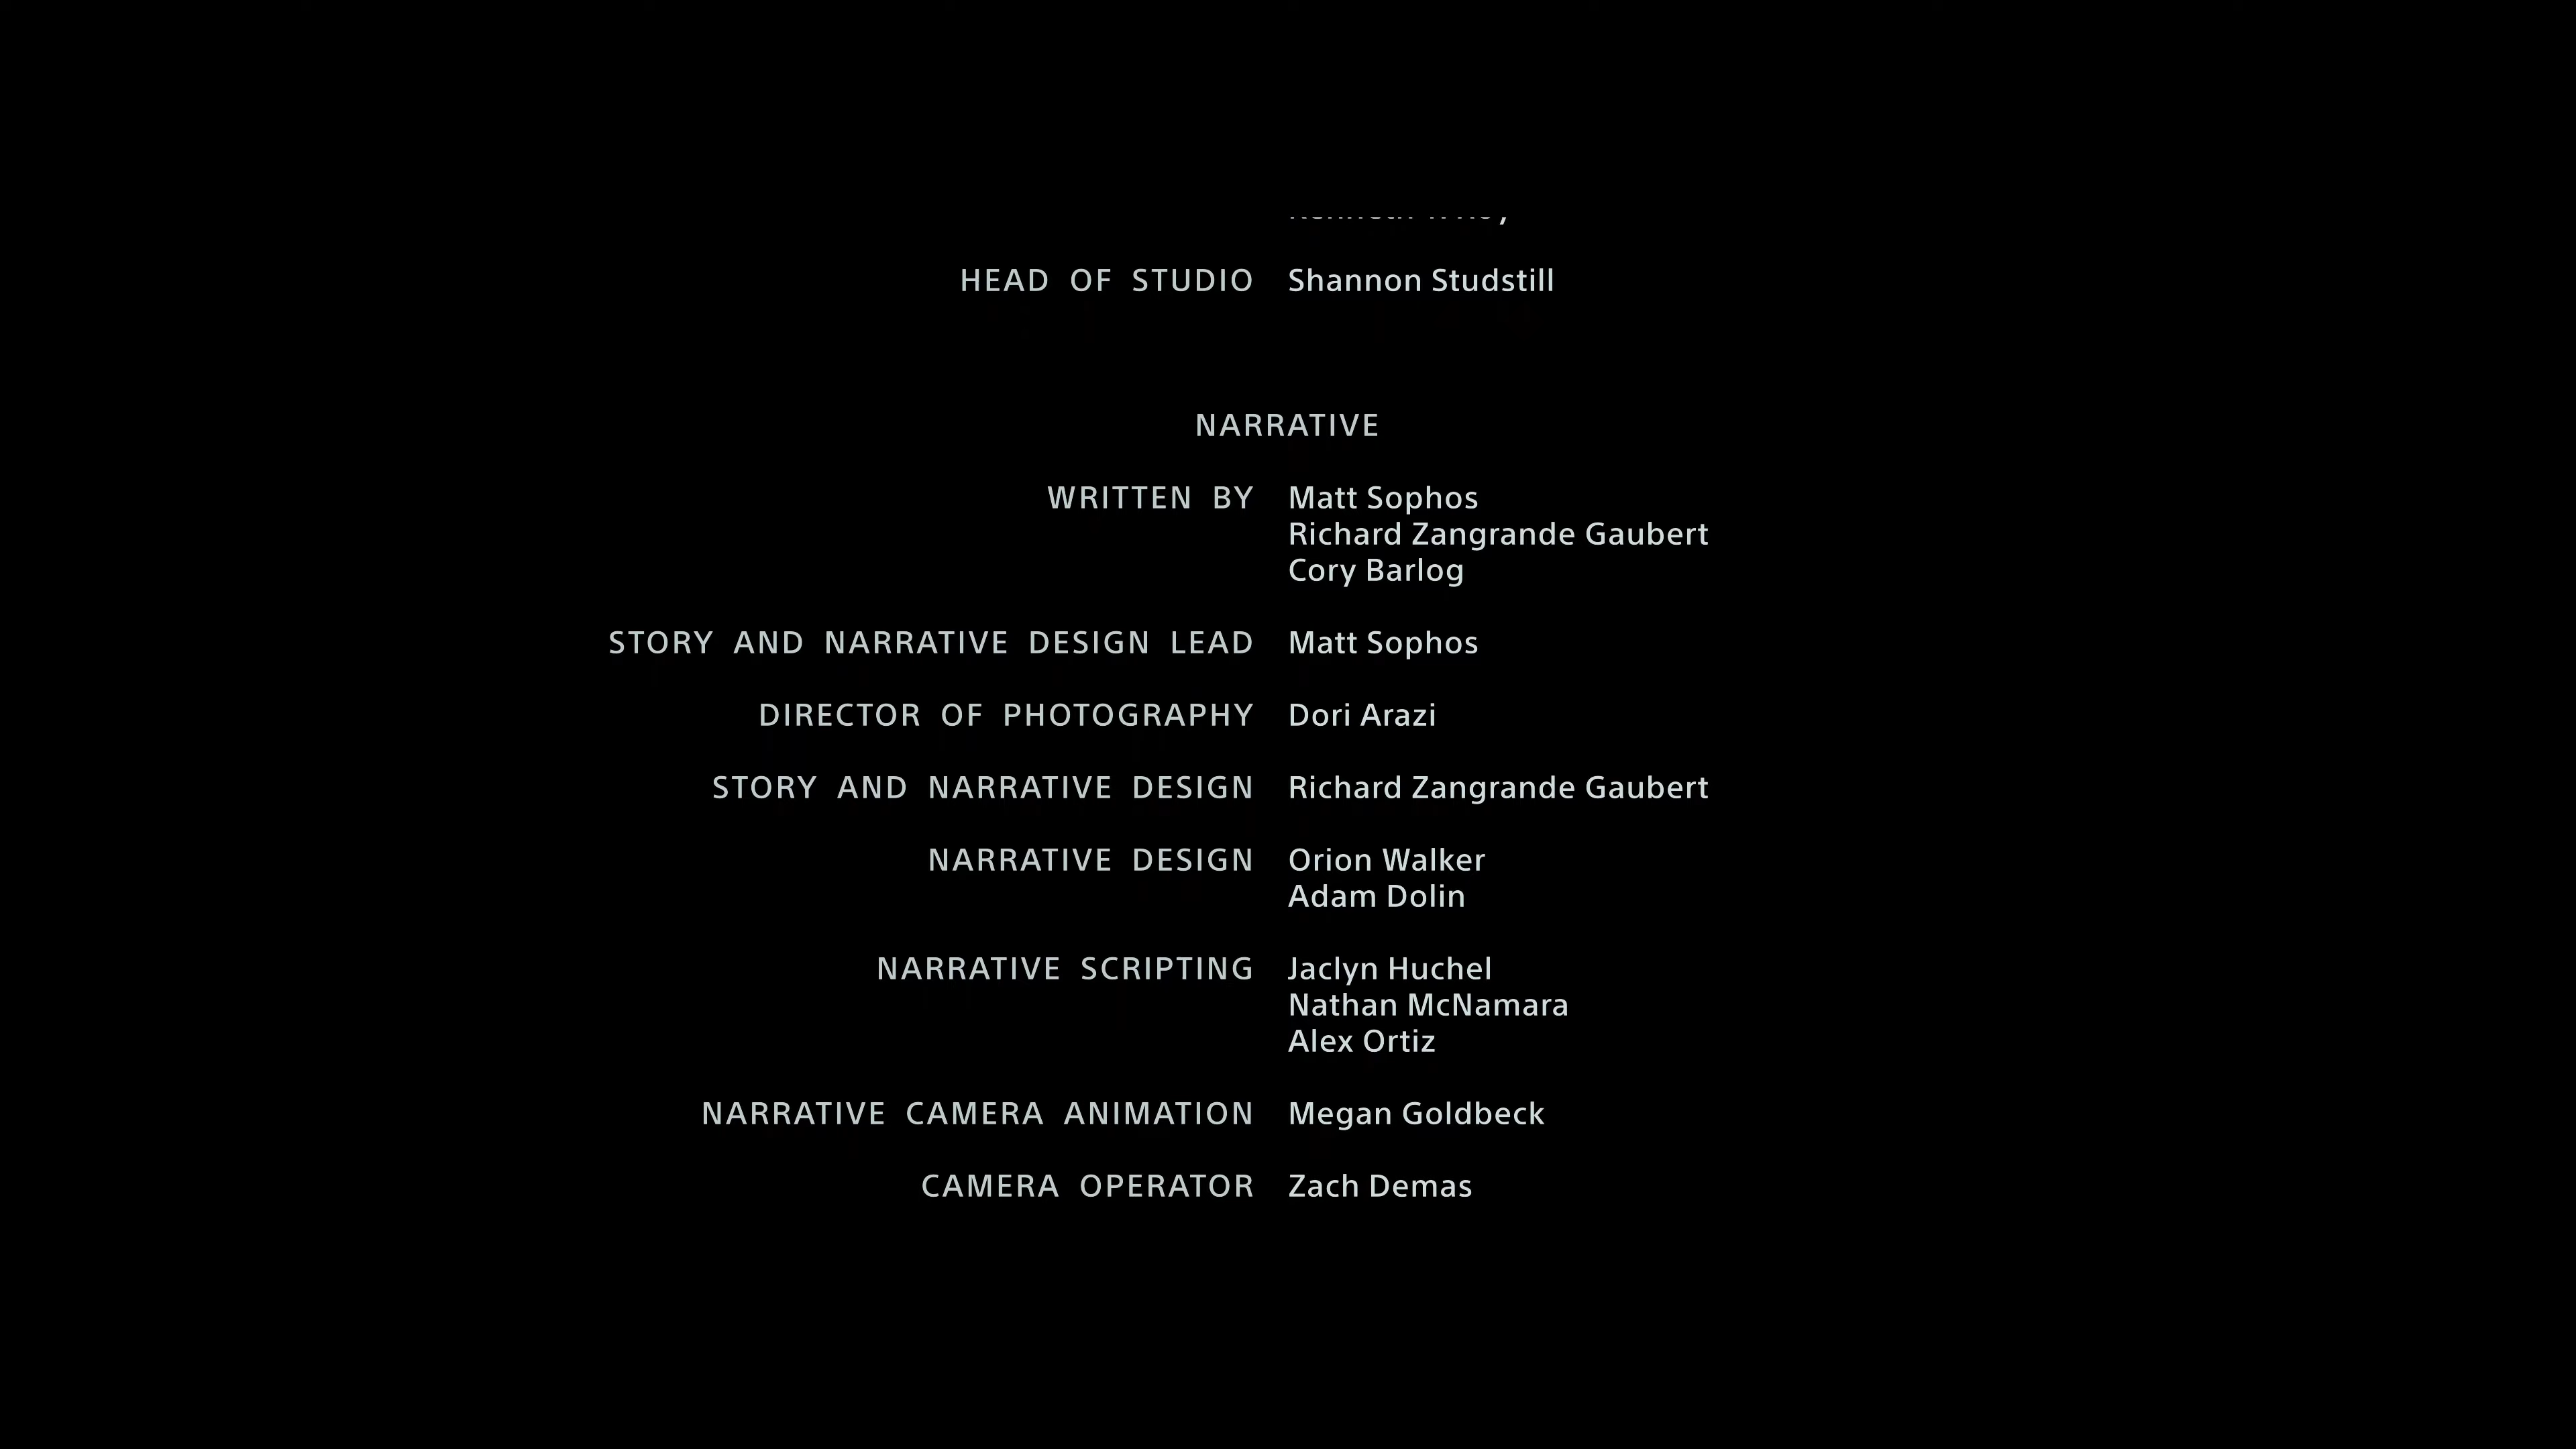 HEAD OF STUDIO Shannon Studstill
NARRATIVE
WRITTEN BY Matt Sophos
Richard Zangrande Gaubert
Cory Barlog
STORY AND NARRATIVE DESIGN LEAD Matt Sophos
DIRECTOR OF PHOTOGRAPHY Dori Arazi
STORY AND NARRATIVE DESIGN Richard Zangrande Gaubert
NARRATIVE DESIGN Orion Walker
Adam Dolin
NARRATIVE SCRIPTING Jaclyn Huchel
Nathan McNamara
Alex Ortiz
NARRATIVE CAMERA ANIMATION Megan Goldbeck
CAMERA OPERATOR Zach Demas